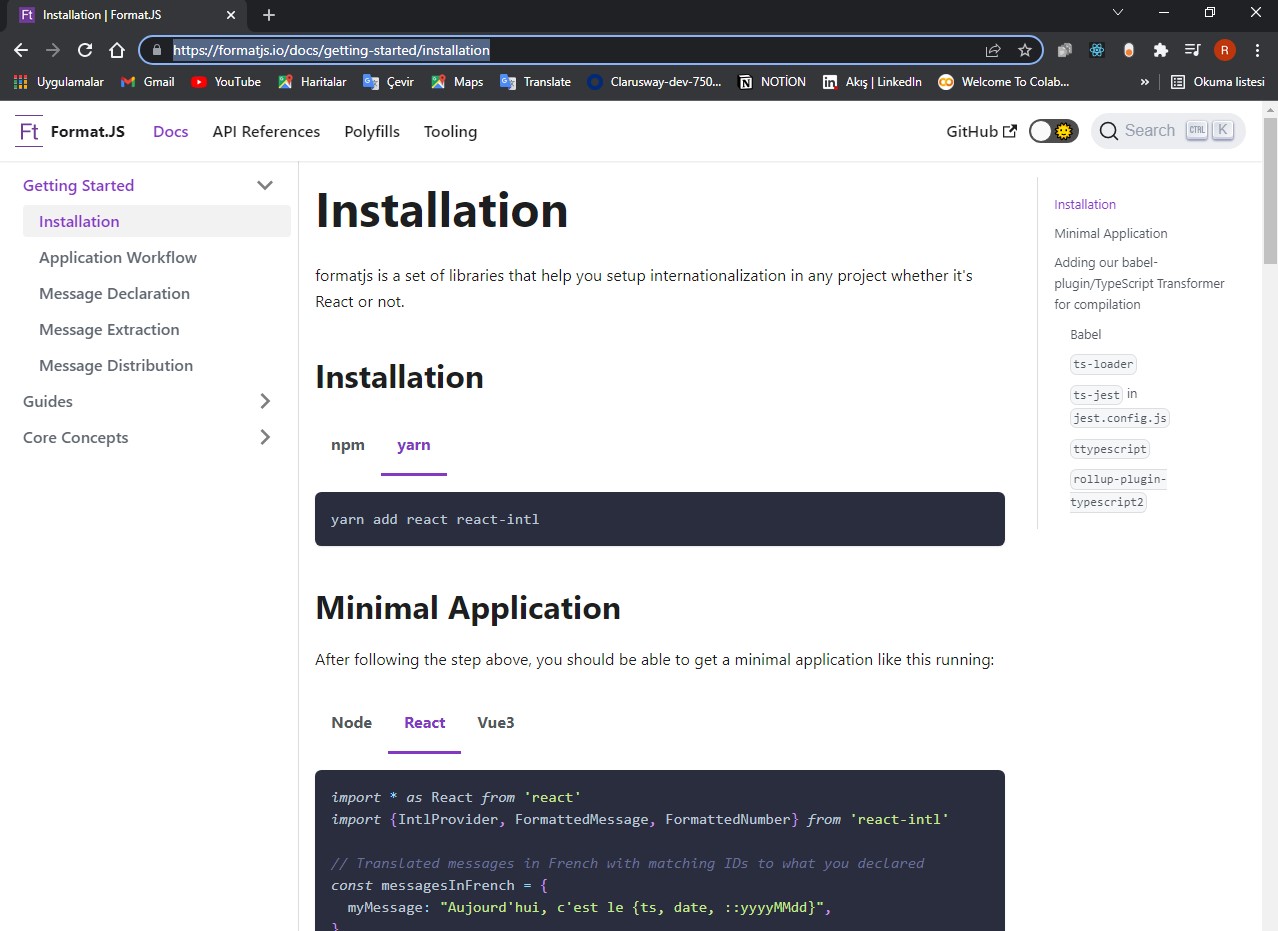 Ft Installation | Format.JS
https://formatjs.io/docs/getting-started/installation
R
Uygulamalar Gmail YouTube Haritalar Çevir Maps Translate Clarusway-dev-750... NOTİON Akış | LinkedIn Welcome To Colab... » Okuma listesi
Ft Format.JS Docs API References Polyfills Tooling GitHub Search CTRL K
Getting Started
Installation
Application Workflow
Message Declaration
Message Extraction
Message Distribution
Guides
Core Concepts
Installation
formatjs is a set of libraries that help you setup internationalization in any project whether it's
React or not.
Installation
npm yarn
yarn add react react-intl
Minimal Application
After following the step above, you should be able to get a minimal application like this running:
Node React Vue3
import * as React from 'react'
import {IntlProvider, FormattedMessage, FormattedNumber} from 'react-intl'
// Translated messages in French with matching IDs to what you declared
const messagesInFrench = {
myMessage: "Aujourd'hui, c'est le {ts, date, ::yyyyMMdd}",
}
Installation
Minimal Application
Adding our babel-
plugin/TypeScript Transformer
for compilation
Babel
ts-loader
ts-jest in
jest.config.js
ttypescript
rollup-plugin-
typescript2